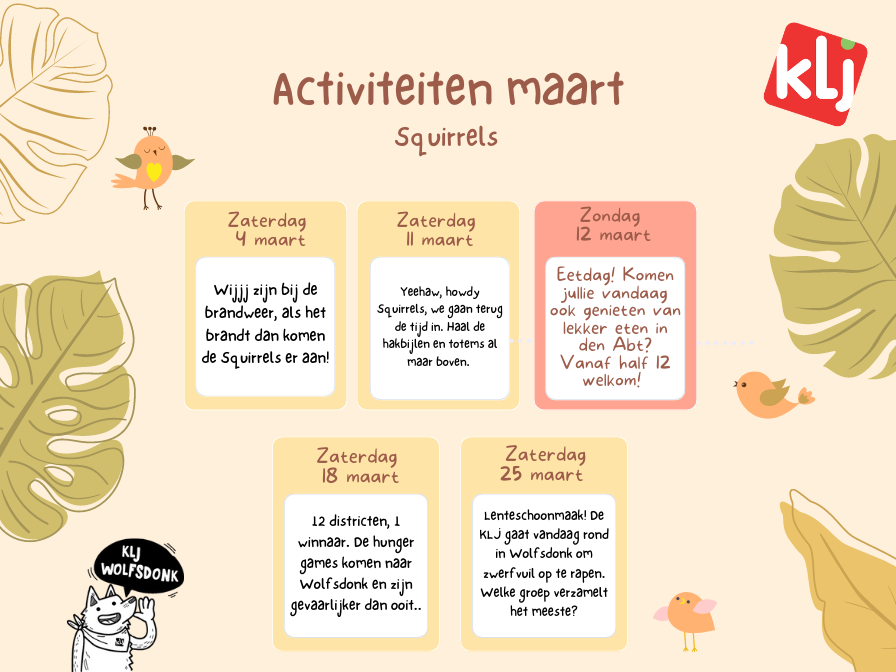 klj
Activiteiten maart
Squirrels
Zaterdag
4 maart
Wijjj zijn bij de
brandweer, als het
brandt dan komen
de Squirrels er aan!
Zaterdag
11 maart
Yeehaw, howdy
Squirrels, we gaan terug
de tijd in. Haal de
hakbijlen en totems al
maar boven.
Zondag
12 maart
Eetdag! Komen
jullie vandaag
ook genieten van
lekker eten in
den Abt?
Vanaf half 12
welkom!
Zaterdag
18 maart
12 districten, 1
winnaar. De hunger
games komen naar
Wolfsdonk en zijn
gevaarlijker dan ooit..
Zaterdag
25 maart
Lenteschoonmaak! De
KLJ gaat vandaag rond
in Wolfsdonk om
zwerfvuil op te rapen.
Welke groep verzamelt
het meeste?
KLJ
WOLFSDONK